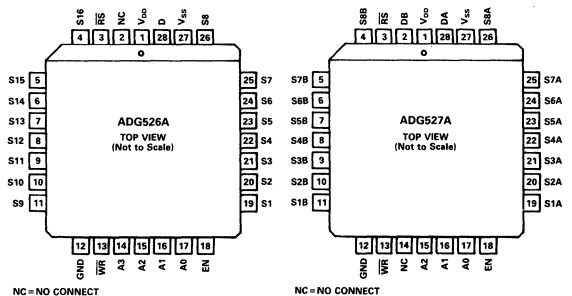 S16 RS NC VDD D VSS S8
4 3 2 1 28 27 26
S15 5
S14 6
S13 7
S12 8
S11 9
S10 10
S9 11
ADG526A
TOP VIEW
(Not to Scale)
25 S7
24 S6
23 S5
22 S4
21 S3
20 S2
19 S1
12 13 14 15 16 17 18
GND WR A3 A2 A1 A0 EN
NC = NO CONNECT
S8B RS DB VDD DA VSS S8A
4 3 2 1 28 27 26
S7B 5
S6B 6
S5B 7
S4B 8
S3B 9
S2B 10
S1B 11
ADG527A
TOP VIEW
(Not to Scale)
25 S7A
24 S6A
23 S5A
22 S4A
21 S3A
20 S2A
19 S1A
12 13 14 15 16 17 18
GND WR NC A2 A1 A0 EN
NC = NO CONNECT